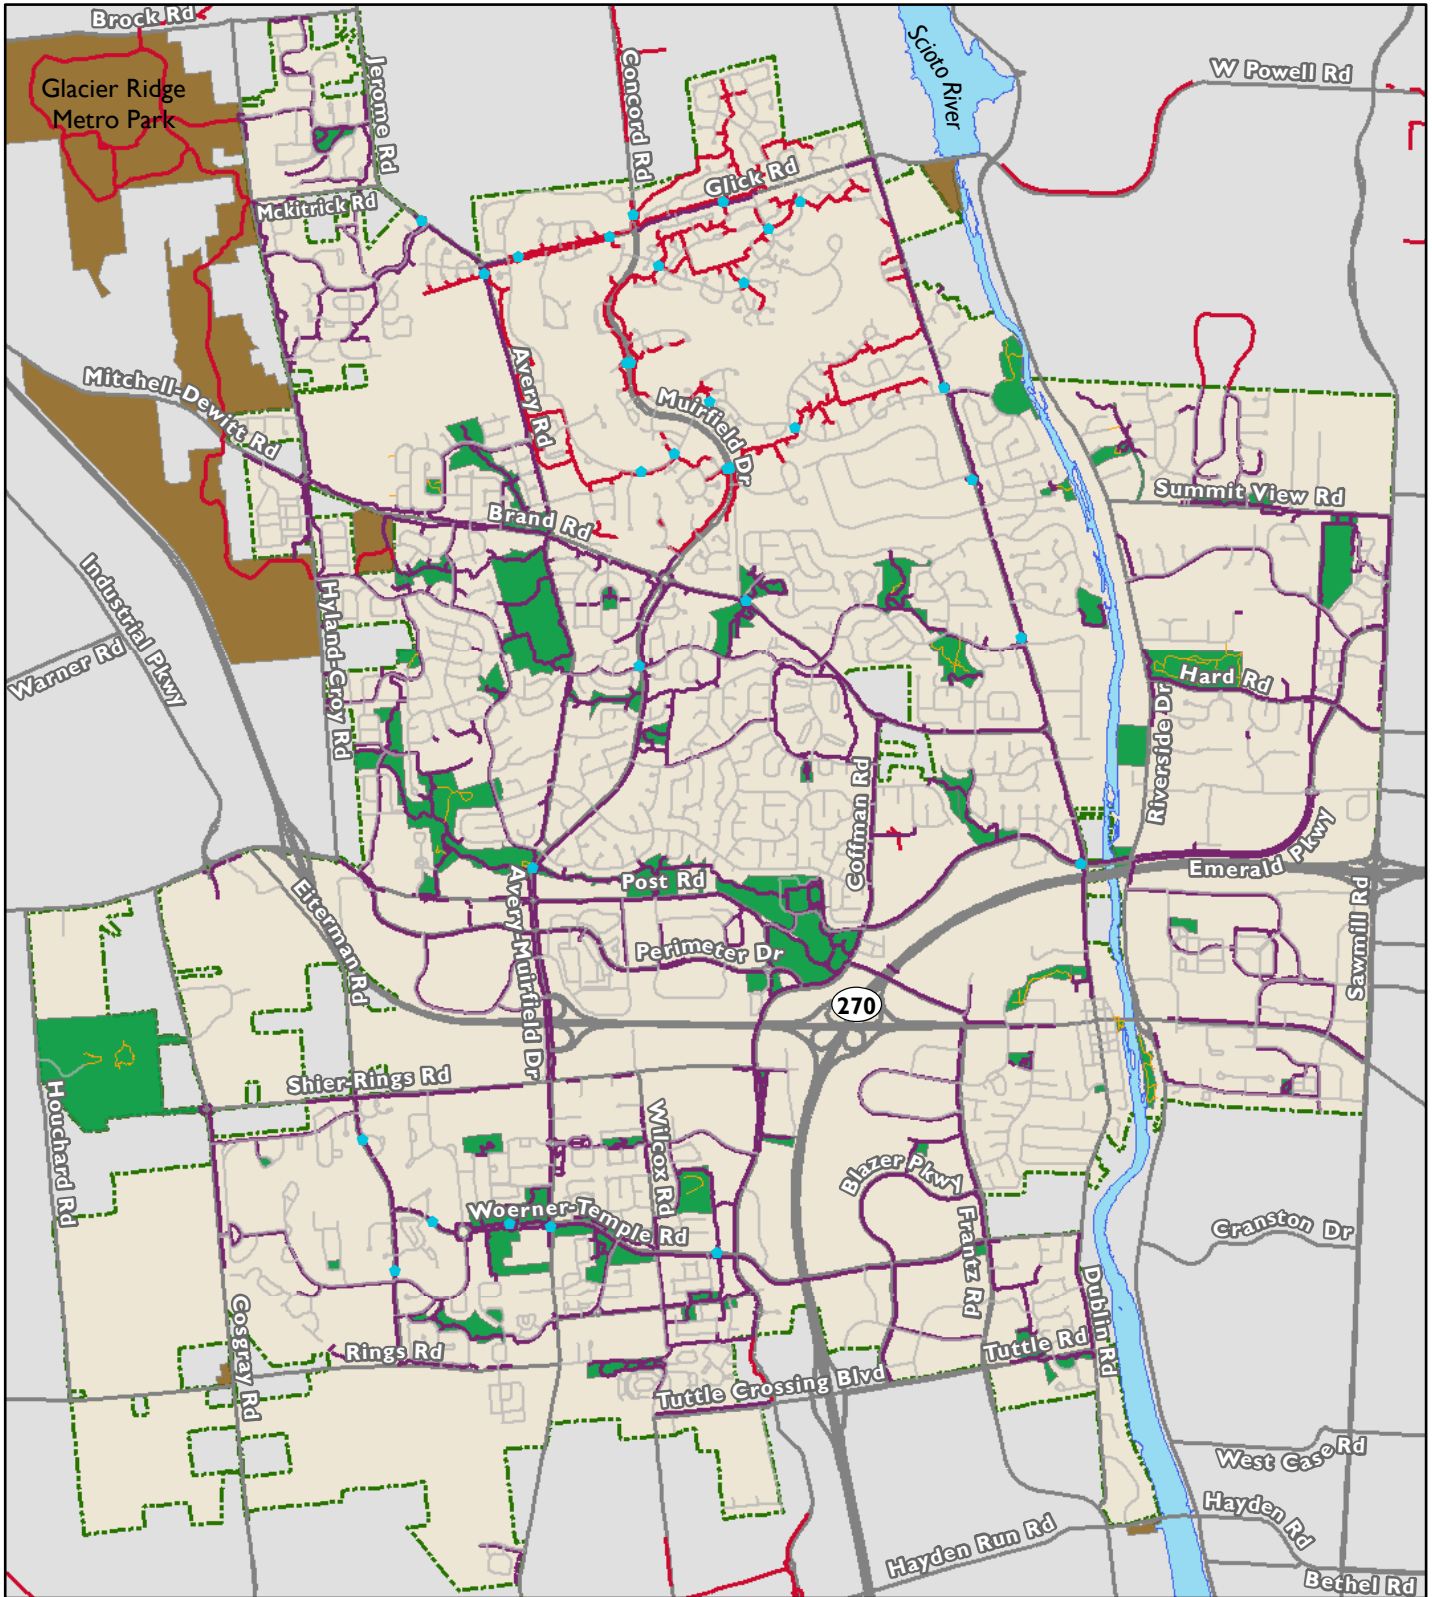 Brock Rd
Glacier Ridge
Metro Park
Jerome Rd
Concord Rd
Scioto River
W Powell Rd
Glick Rd
Mckitrick Rd
Mitchell-Dewitt Rd
Avery Rd
Muirfield Dr
Brand Rd
Summit View Rd
Industrial Pkwy
Warner Rd
Hyland-Croy Rd
Hard Rd
Riverside Dr
Coffman Rd
Emerald Pkwy
Post Rd
Eiterman Rd
Avery-Muirfield Dr
Perimeter Dr
Sawmill Rd
270
Shier-Rings Rd
Houchard Rd
Wilcox Rd
Blazer Pkwy
Woerner-Temple Rd
Frantz Rd
Cranston Dr
Cosgray Rd
Rings Rd
Dublin Rd
Tuttle Rd
Tuttle Crossing Blvd
West Case Rd
Hayden Rd
Hayden Run Rd
Bethel Rd